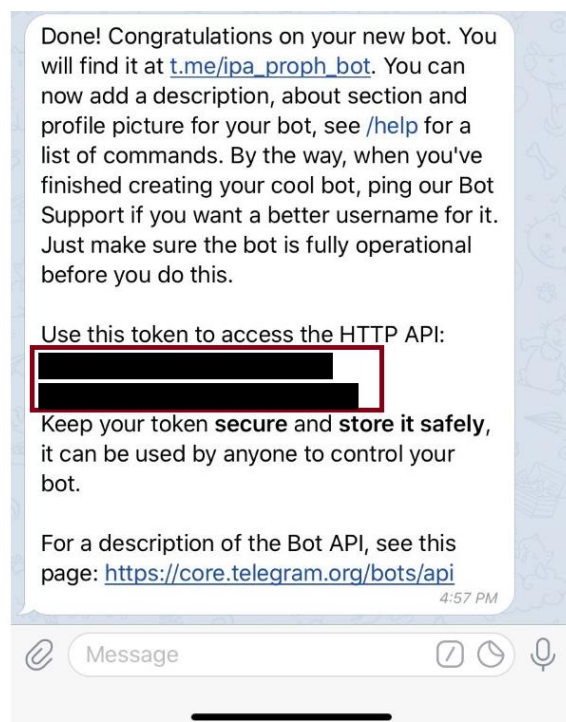 Done! Congratulations on your new bot. You
will find it at t.me/ipa_proph_bot. You can
now add a description, about section and
profile picture for your bot, see /help for a
list of commands. By the way, when you've
finished creating your cool bot, ping our Bot
Support if you want a better username for it.
Just make sure the bot is fully operational
before you do this.
Use this token to access the HTTP API:
Keep your token secure and store it safely,
it can be used by anyone to control your
bot.
For a description of the Bot API, see this
page: https://core.telegram.org/bots/api
4:57 PM
Message